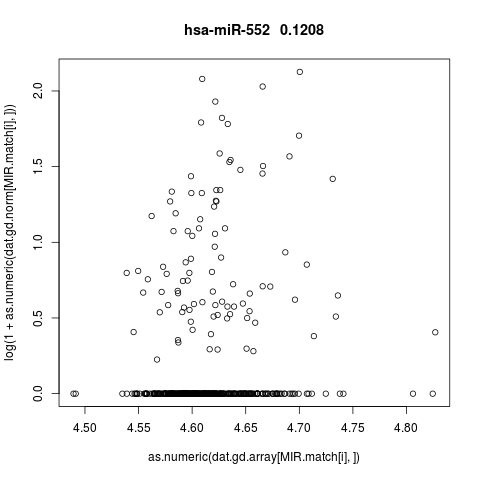 hsa-miR-552 0.1208
log(1 + as.numeric(dat.gd.norm[MIR.match[i], ]))
2.0
1.5
1.0
0.5
0.0
4.50 4.55 4.60 4.65 4.70 4.75 4.80
as.numeric(dat.gd.array[MIR.match[i], ])